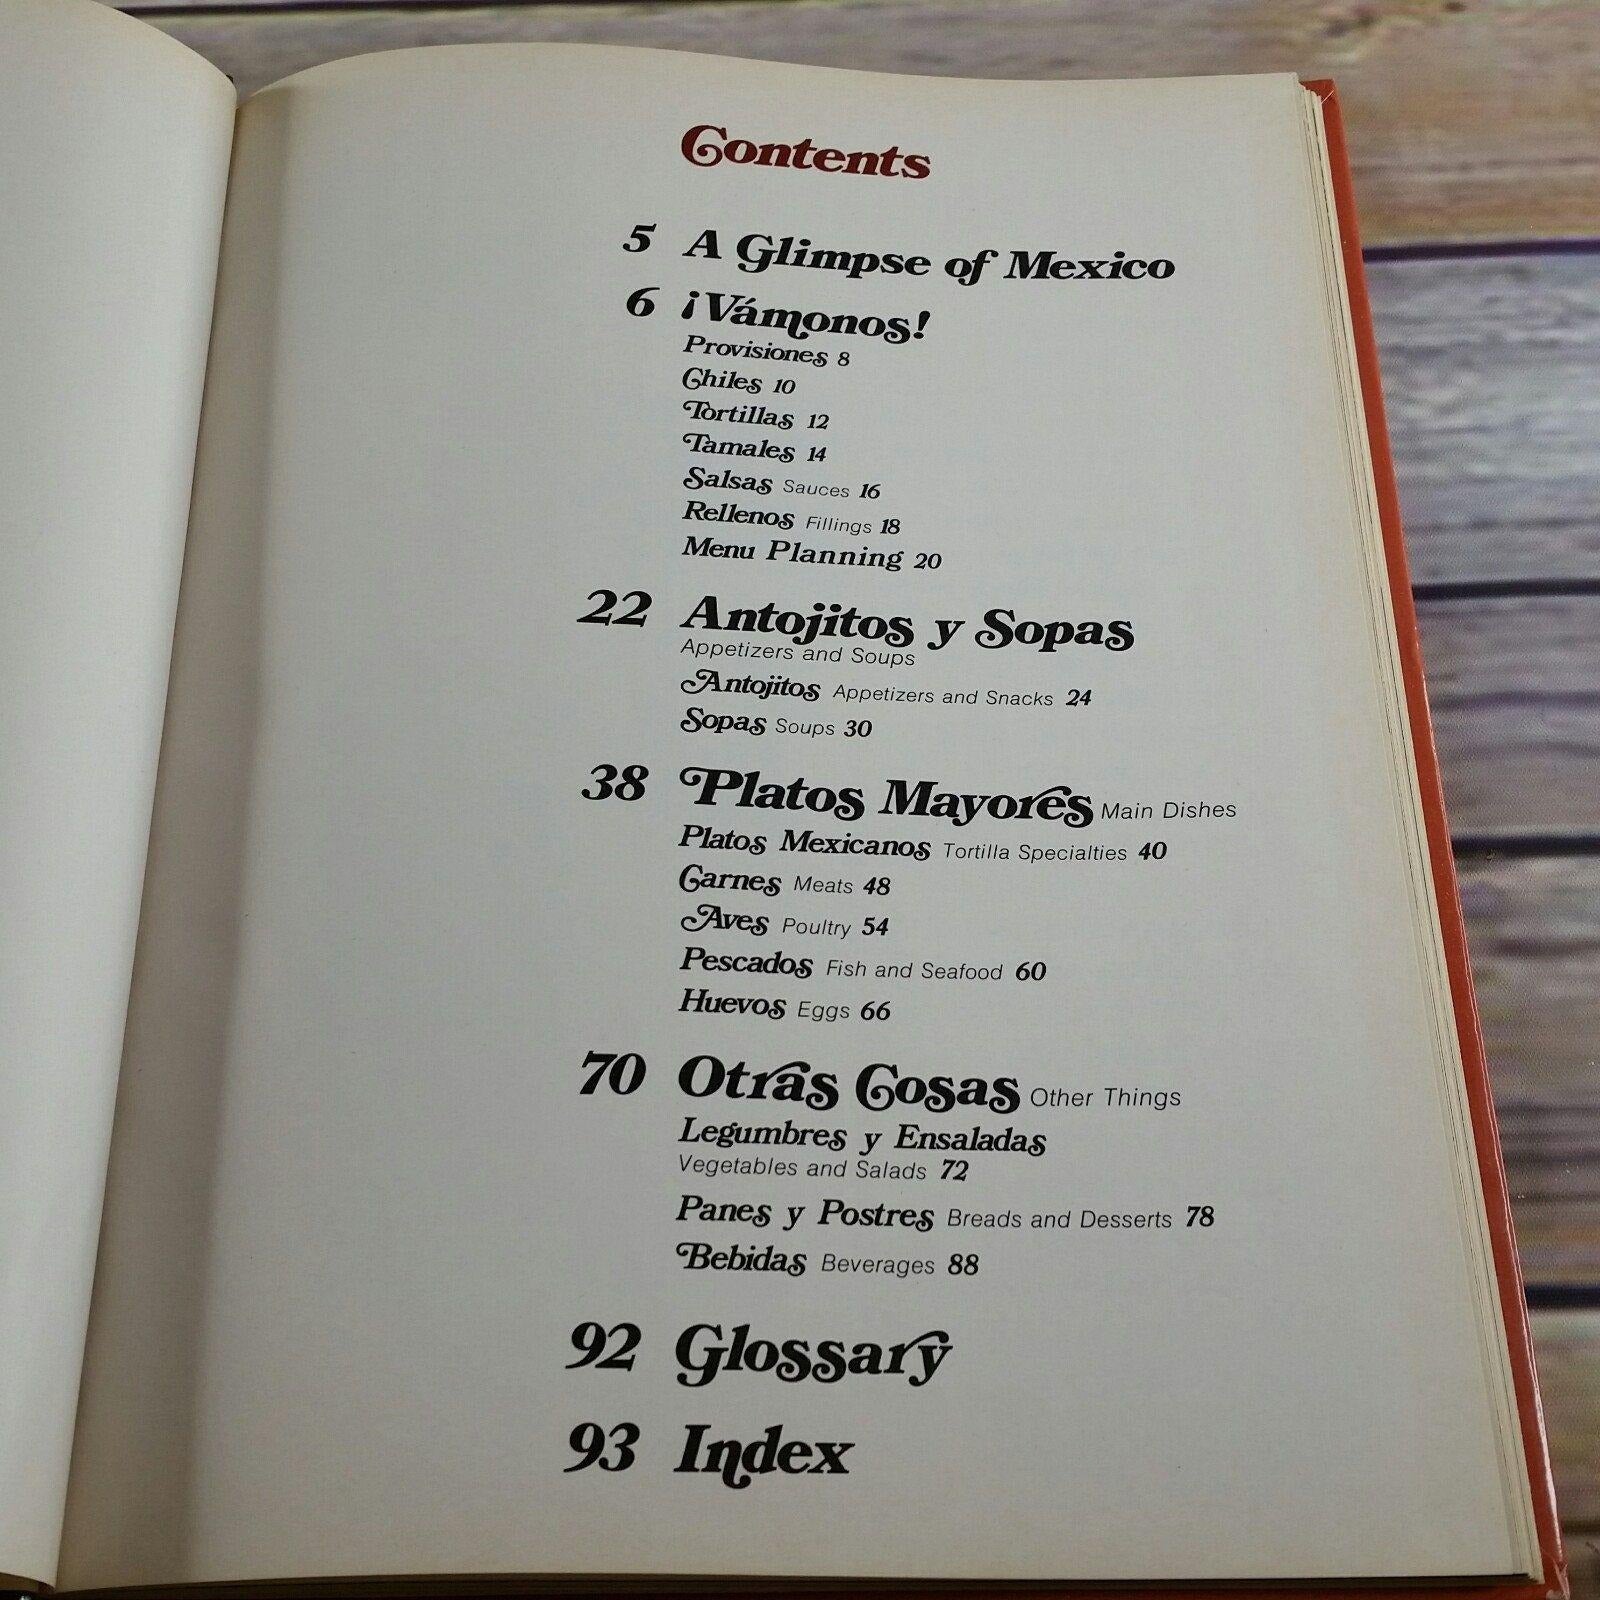 Contents
5 A Glimpse of Mexico
6 ¡Vámonos!
Provisiones 8
Chiles 10
Tortillas 12
Tamales 14
Salsas Sauces 16
Rellenos Fillings 18
Menu Planning 20
22 Antojitos y Sopas
Appetizers and Soups
Antojitos Appetizers and Snacks 24
Sopas Soups 30
38 Platos Mayores Main Dishes
Platos Mexicanos Tortilla Specialties 40
Carnes Meats 48
Aves Poultry 54
Pescados Fish and Seafood 60
Huevos Eggs 66
70 Otras Cosas Other Things
Legumbres y Ensaladas
Vegetables and Salads 72
Panes y Postres Breads and Desserts 78
Bebidas Beverages 88
92 Glossary
93 Index